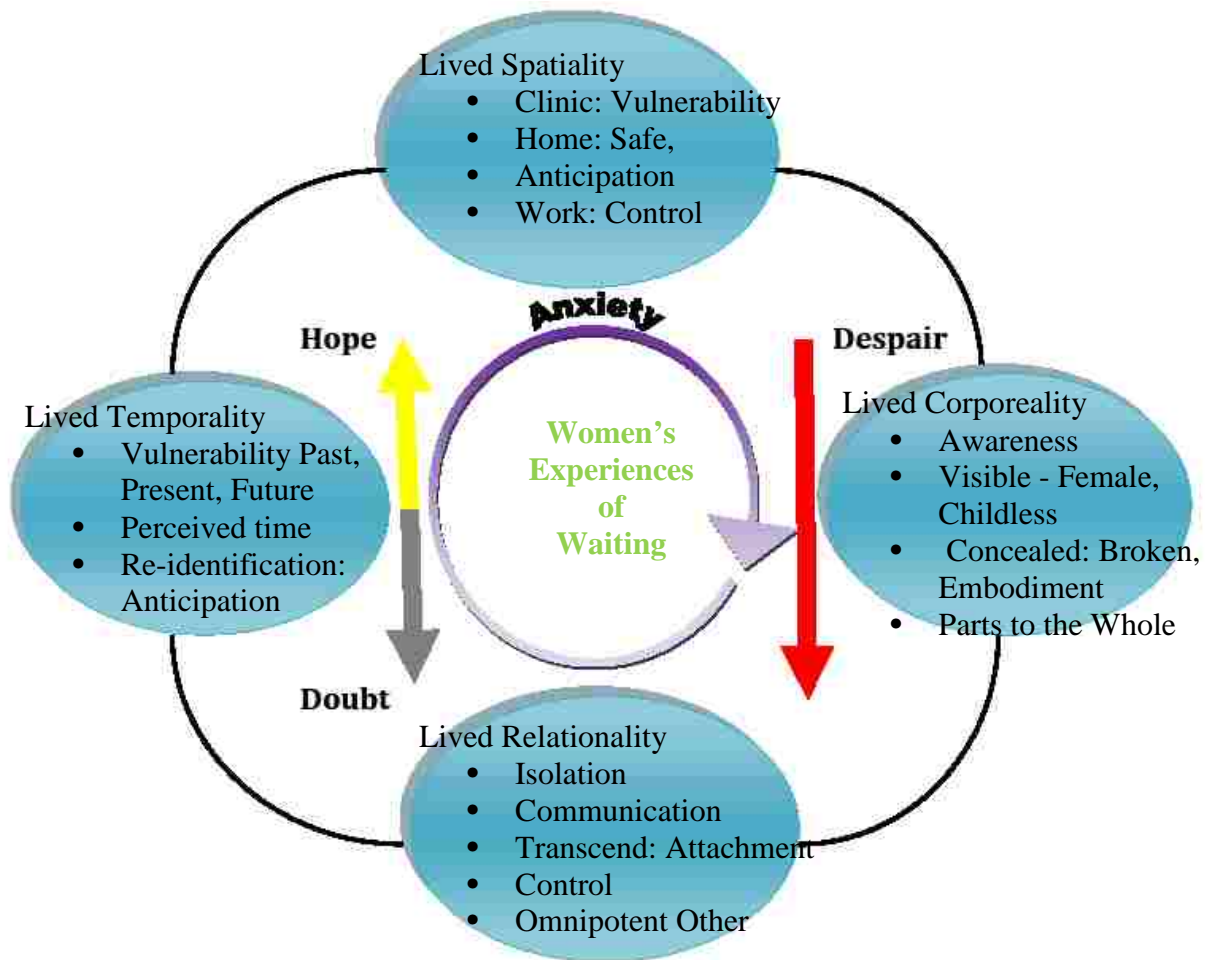 Lived Spatiality
• Clinic: Vulnerability
• Home: Safe,
• Anticipation
• Work: Control
Anxiety
Hope
Despair
Lived Temporality
• Vulnerability Past,
Present, Future
• Perceived time
• Re-identification:
Anticipation
Women’s
Experiences
of
Waiting
Lived Corporeality
• Awareness
• Visible - Female,
Childless
• Concealed: Broken,
Embodiment
• Parts to the Whole
Doubt
Lived Relationality
• Isolation
• Communication
• Transcend: Attachment
• Control
• Omnipotent Other